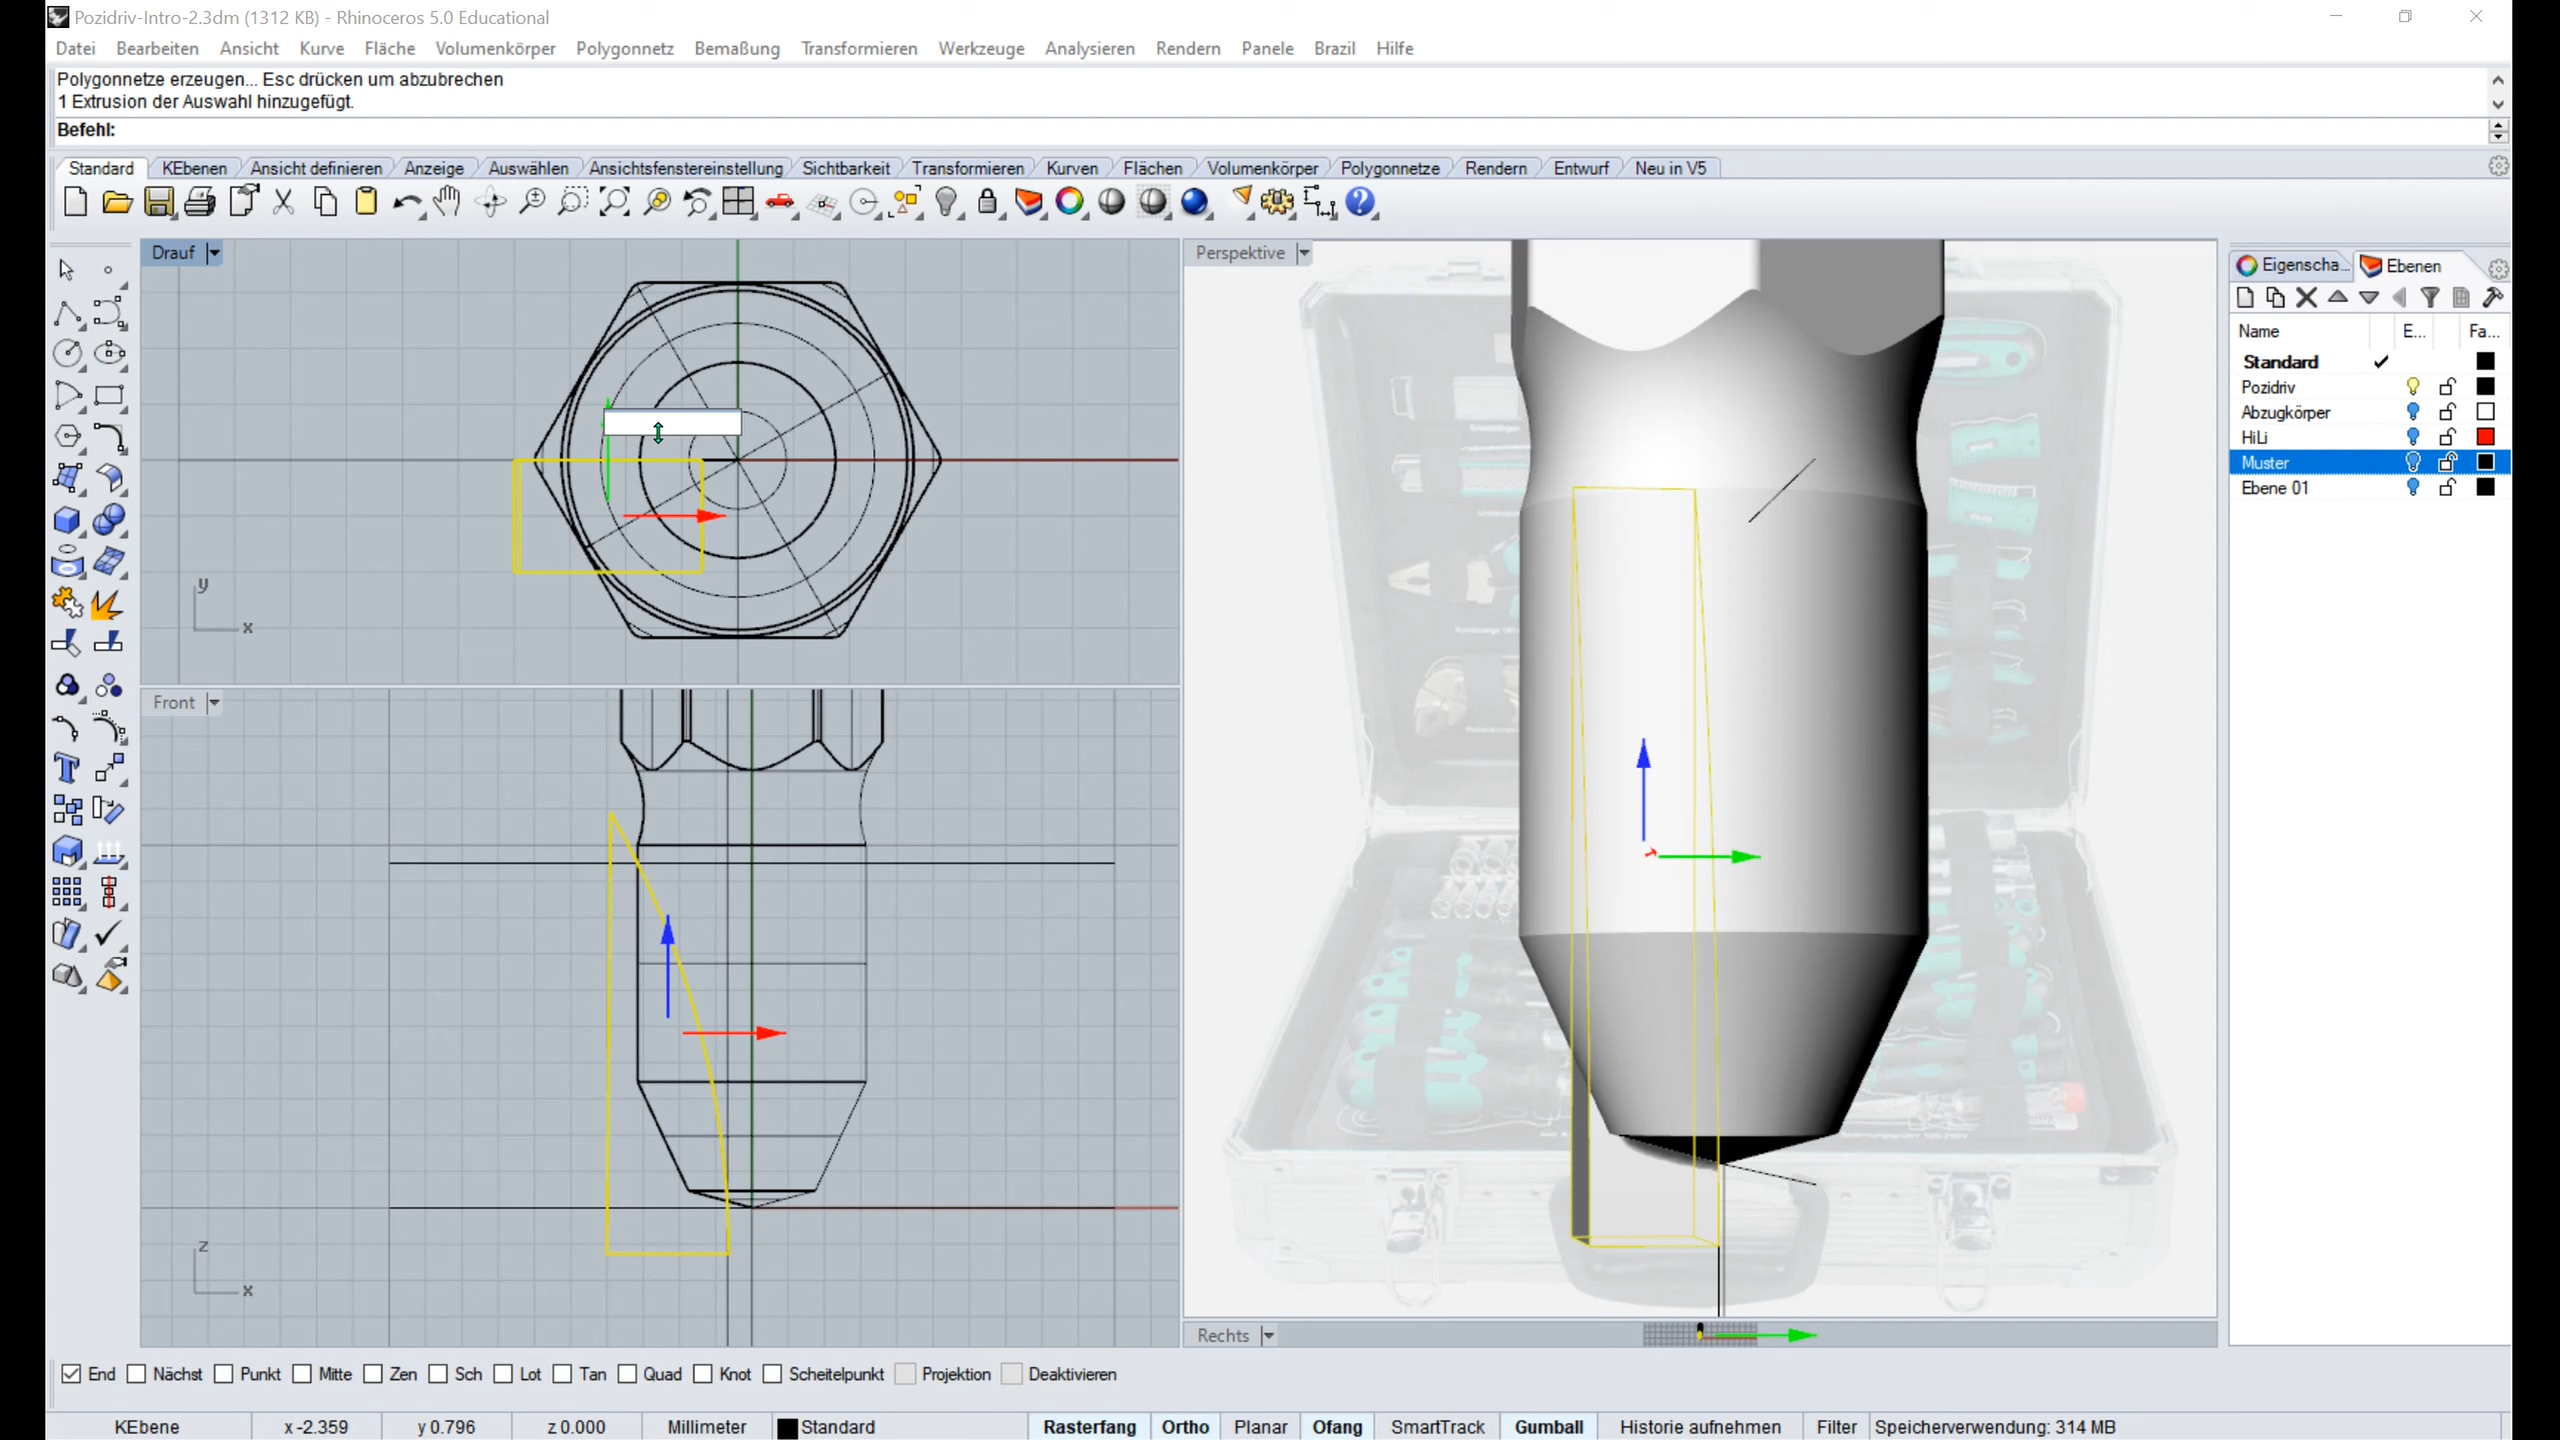 Pozidriv-Intro-2.3dm (1312 KB) - Rhinoceros 5.0 Educational
Datei Bearbeiten Ansicht Kurve Fläche Volumenkörper Polygonnetz Bemaßung Transformieren Werkzeuge Analysieren Rendern Panele Brazil Hilfe
Polygonnetze erzeugen... Esc drücken um abzubrechen
1 Extrusion der Auswahl hinzugefügt.
Befehl:
Standard KEbenen Ansicht definieren Anzeige Auswählen Ansichtsfenstereinstellung Sichtbarkeit Transformieren Kurven Flächen Volumenkörper Polygonnetze Rendern Entwurf Neu in V5
Drauf
Perspektive
Eigenscha... Ebenen
Name E... Fa...
Standard
Pozidriv
Abzugkörper
HiLi
Muster
Ebene 01
y
x
Front
z
x
Rechts
End Nächst Punkt Mitte Zen Sch Lot Tan Quad Knot Scheitelpunkt Projektion Deaktivieren
KEbene x -2.359 y 0.796 z 0.000 Millimeter Standard Rasterfang Ortho Planar Ofang SmartTrack Gumball Historie aufnehmen Filter Speicherverwendung: 314 MB